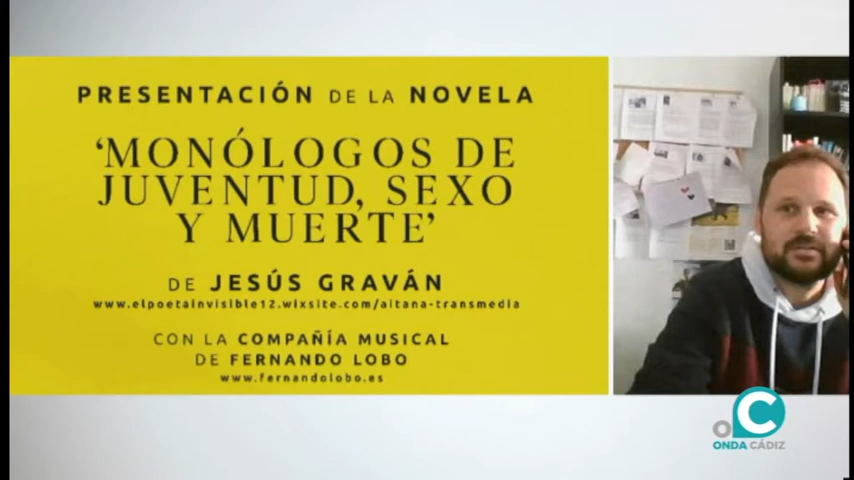 PRESENTACIÓN DE LA NOVELA
‘MONÓLOGOS DE
JUVENTUD, SEXO
Y MUERTE’
DE JESÚS GRAVÁN
www.elpoetainvisible12.wixsite.com/aitana-transmedia
CON LA COMPAÑÍA MUSICAL
DE FERNANDO LOBO
www.fernandolobo.es
O C
ONDA CÁDIZ